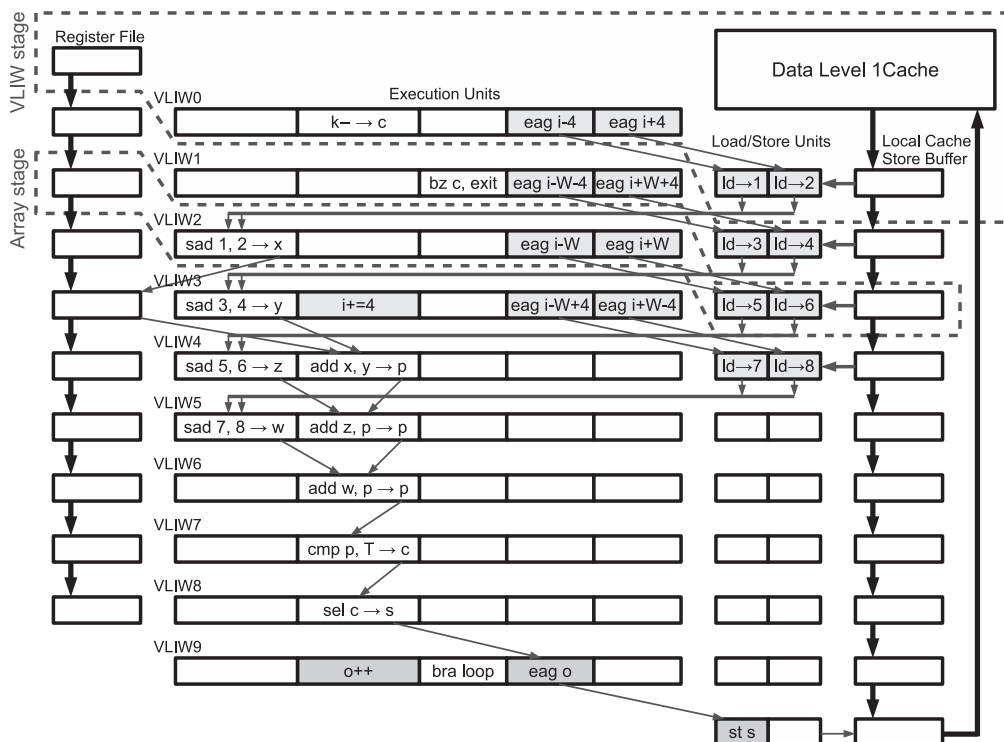 VLIW stage
Array stage
Register File
Data Level 1Cache
VLIW0
Execution Units
k− → c
eag i-4
eag i+4
Load/Store Units
Local Cache
Store Buffer
VLIW1
bz c, exit
eag i-W-4
eag i+W+4
ld→1
ld→2
VLIW2
sad 1, 2 → x
eag i-W
eag i+W
ld→3
ld→4
VLIW3
sad 3, 4 → y
i+=4
eag i-W+4
eag i+W-4
ld→5
ld→6
VLIW4
sad 5, 6 → z
add x, y → p
ld→7
ld→8
VLIW5
sad 7, 8 → w
add z, p → p
VLIW6
add w, p → p
VLIW7
cmp p, T → c
VLIW8
sel c → s
VLIW9
o++
bra loop
eag o
st s